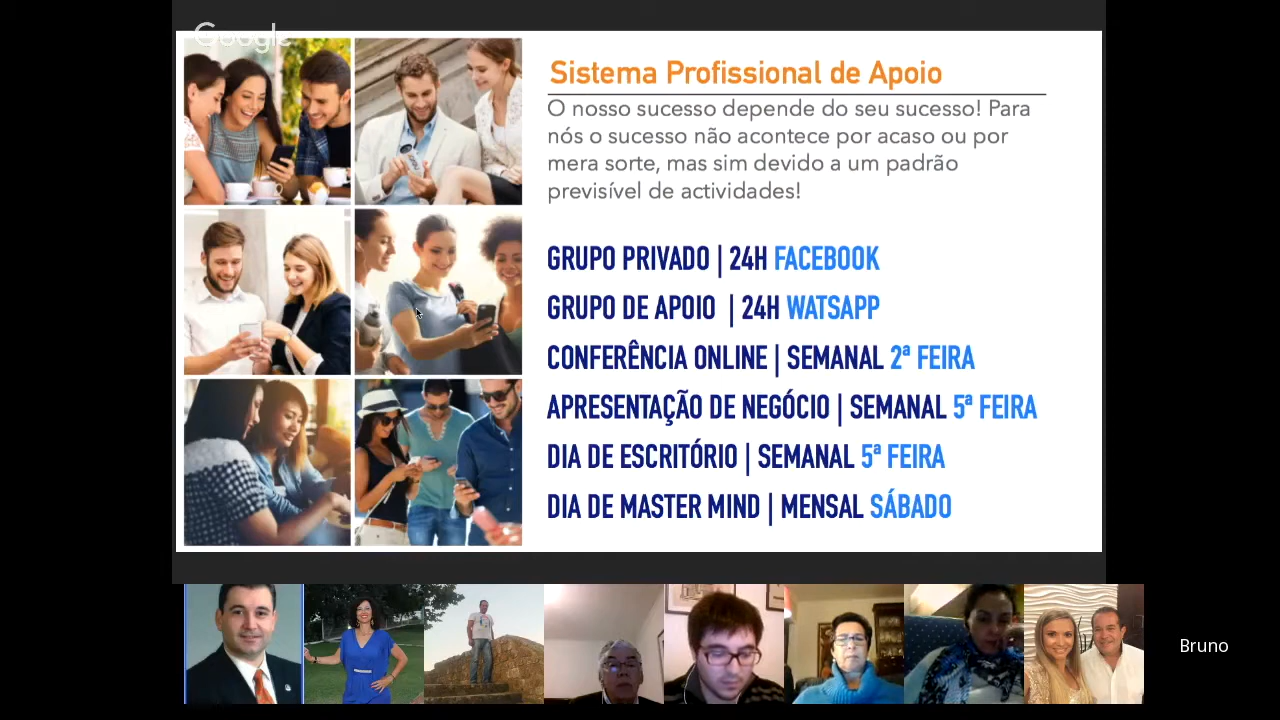 Google
Sistema Profissional de Apoio
O nosso sucesso depende do seu sucesso! Para
nós o sucesso não acontece por acaso ou por
mera sorte, mas sim devido a um padrão
previsível de actividades!
GRUPO PRIVADO | 24H FACEBOOK
GRUPO DE APOIO | 24H WATSAPP
CONFERÊNCIA ONLINE | SEMANAL 2ª FEIRA
APRESENTAÇÃO DE NEGÓCIO | SEMANAL 5ª FEIRA
DIA DE ESCRITÓRIO | SEMANAL 5ª FEIRA
DIA DE MASTER MIND | MENSAL SÁBADO
Bruno